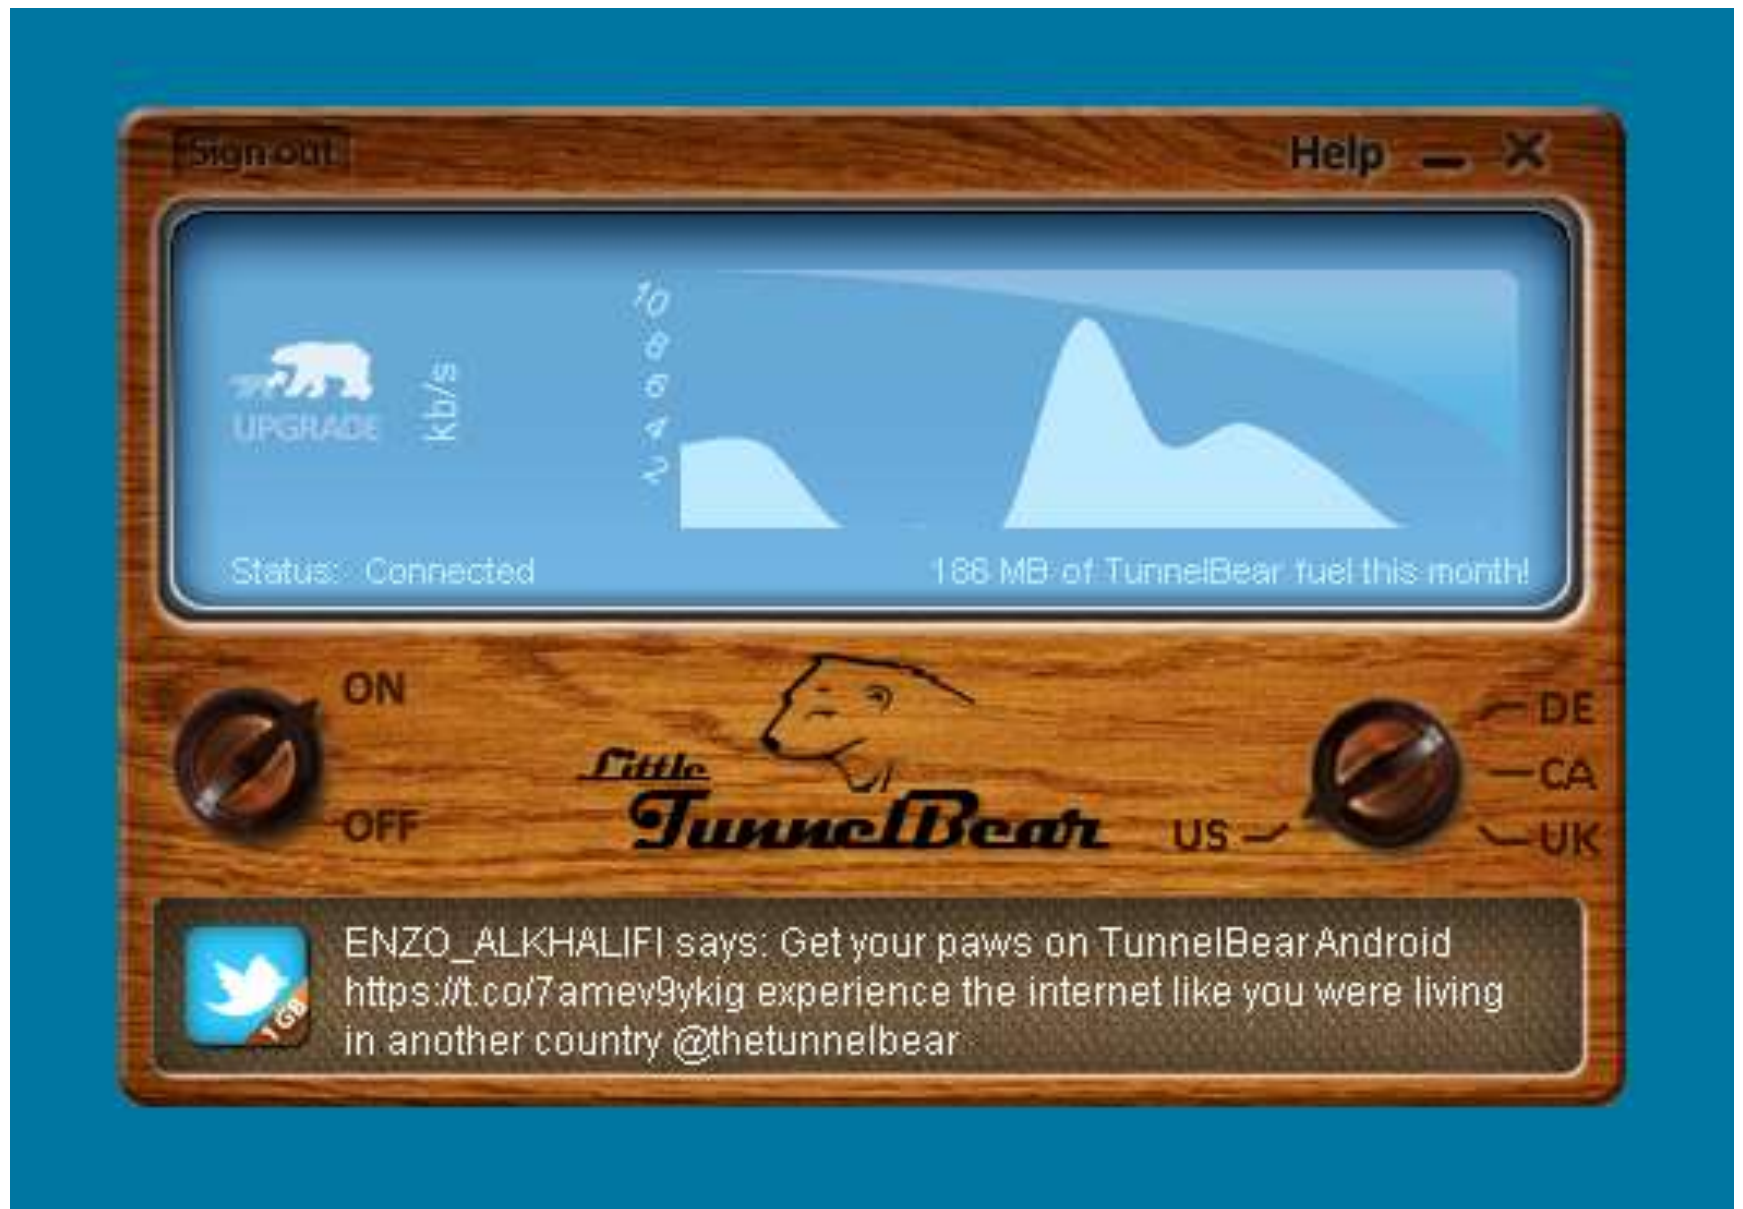 Sign out
Help
10
8
6
4
2
kb/s
UPGRADE
Status: Connected
186 MB of TunnelBear fuel this month!
ON
OFF
Little
TunnelBear
US
DE
CA
UK
ENZO_ALKHALIFI says: Get your paws on TunnelBear Android
https://t.co/7amev9ykig experience the internet like you were living
in another country @thetunnelbear
1 GB